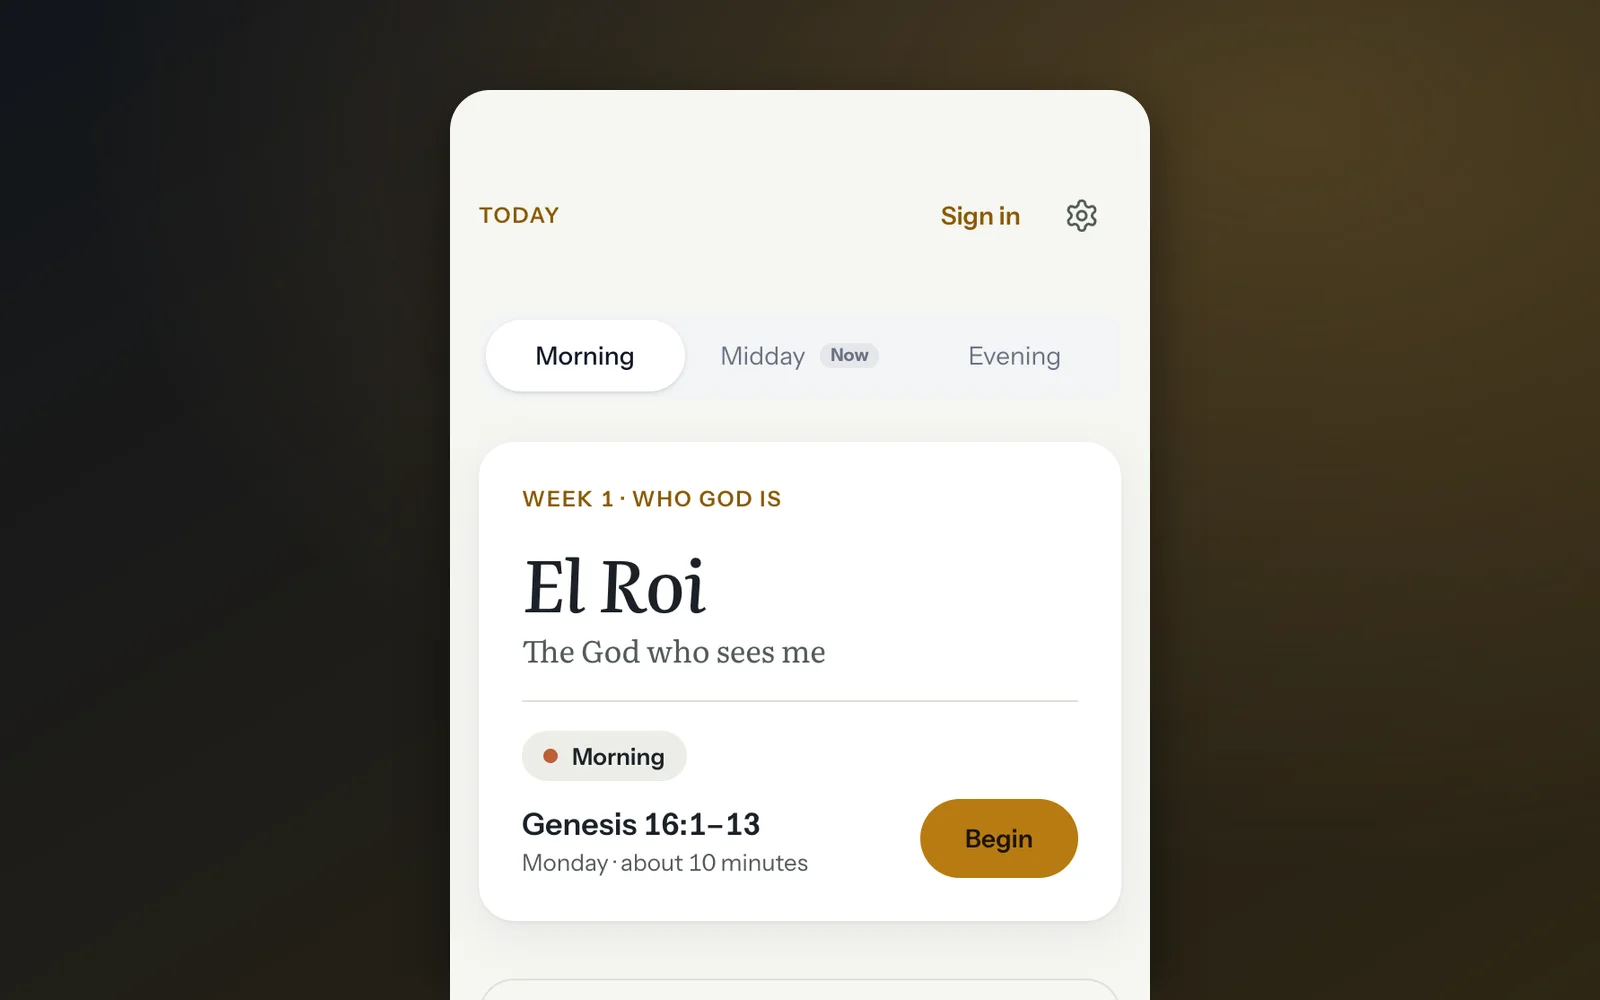 TODAY
Sign in
Morning
Midday Now
Evening
WEEK 1 · WHO GOD IS
El Roi
The God who sees me
Morning
Genesis 16:1–13
Monday · about 10 minutes
Begin